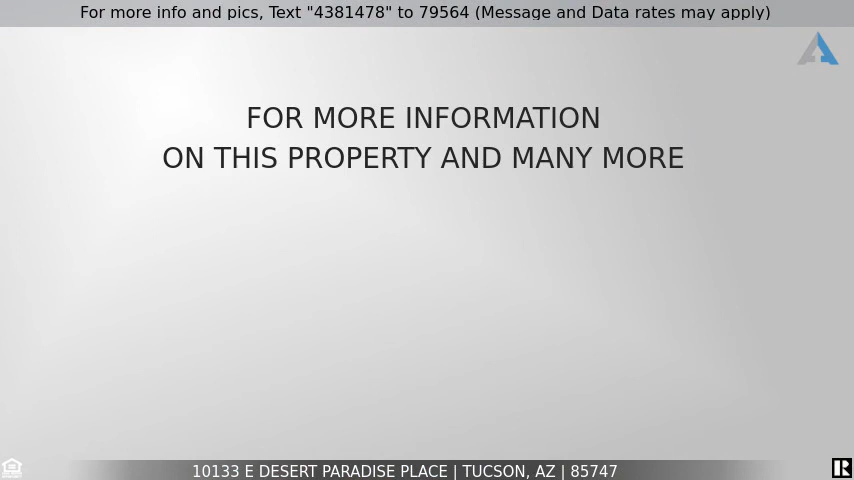 For more info and pics, Text "4381478" to 79564 (Message and Data rates may apply)
FOR MORE INFORMATION
ON THIS PROPERTY AND MANY MORE
10133 E DESERT PARADISE PLACE | TUCSON, AZ | 85747